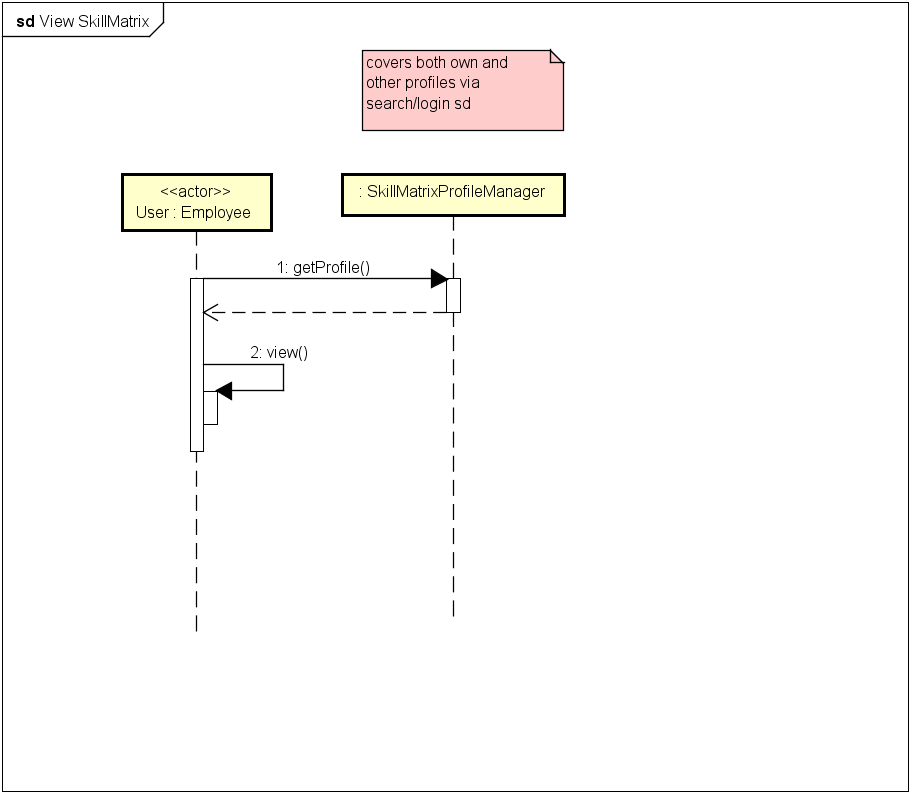 sd View SkillMatrix
covers both own and
other profiles via
search/login sd
<<actor>>
User : Employee
: SkillMatrixProfileManager
1: getProfile()
2: view()